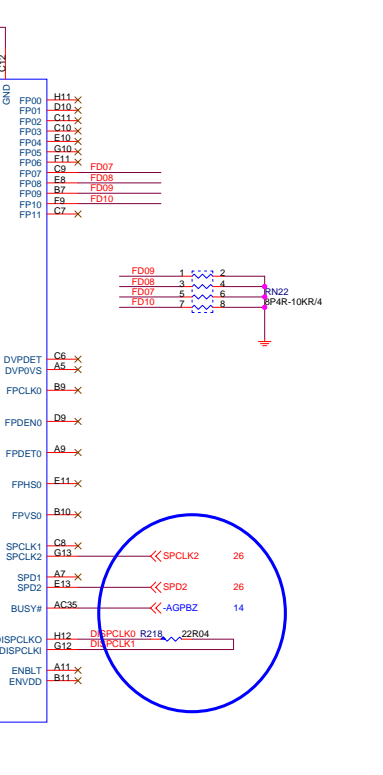 C12
GND
FP00 H11
FP01 D10
FP02 C11
FP03 C10
FP04 E10
FP05 G10
FP06 F11
FP07 C9 FD07
FP08 E8 FD08
FP09 B7 FD09
FP10 F9 FD10
FP11 C7
FD09 1 2
FD08 3 4
FD07 5 6 RN22
FD10 7 8 8P4R-10KR/4
DVPDET C6
DVP0VS A5
FPCLK0 B9
FPDEN0 D9
FPDET0 A9
FPHS0 E11
FPVS0 B10
SPCLK1 C8
SPCLK2 G13 SPCLK2 26
SPD1 A7
SPD2 E13 SPD2 26
BUSY# AC35 -AGPBZ 14
DISPCLKO H12 DISPCLK0 R218 22R04
DISPCLKI G12 DISPCLK1
ENBLT A11
ENVDD B11